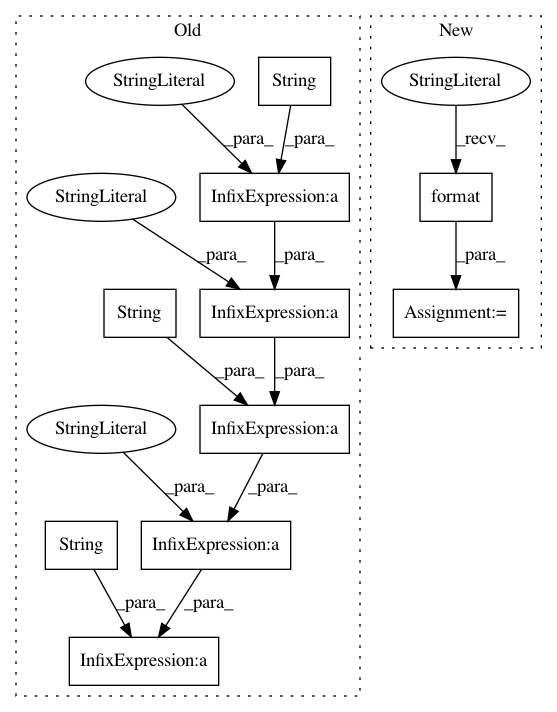 Old
New
StringLiteral
String
StringLiteral
_para_
_para_
_recv_
StringLiteral
InfixExpression:a
format
_para_
_para_
_para_
String
InfixExpression:a
Assignment:=
_para_
_para_
StringLiteral
InfixExpression:a
_para_
_para_
String
InfixExpression:a
_para_
_para_
InfixExpression:a